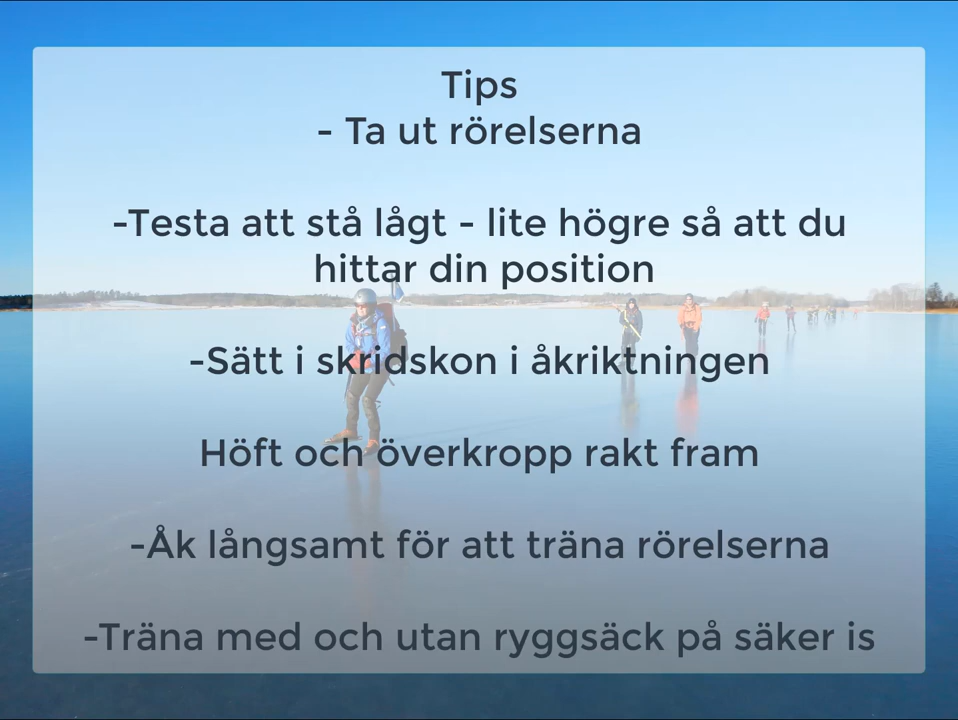 Tips
- Ta ut rörelserna
-Testa att stå lågt - lite högre så att du
hittar din position
-Sätt i skridskon i åkriktningen
Höft och överkropp rakt fram
-Åk långsamt för att träna rörelserna
-Träna med och utan ryggsäck på säker is